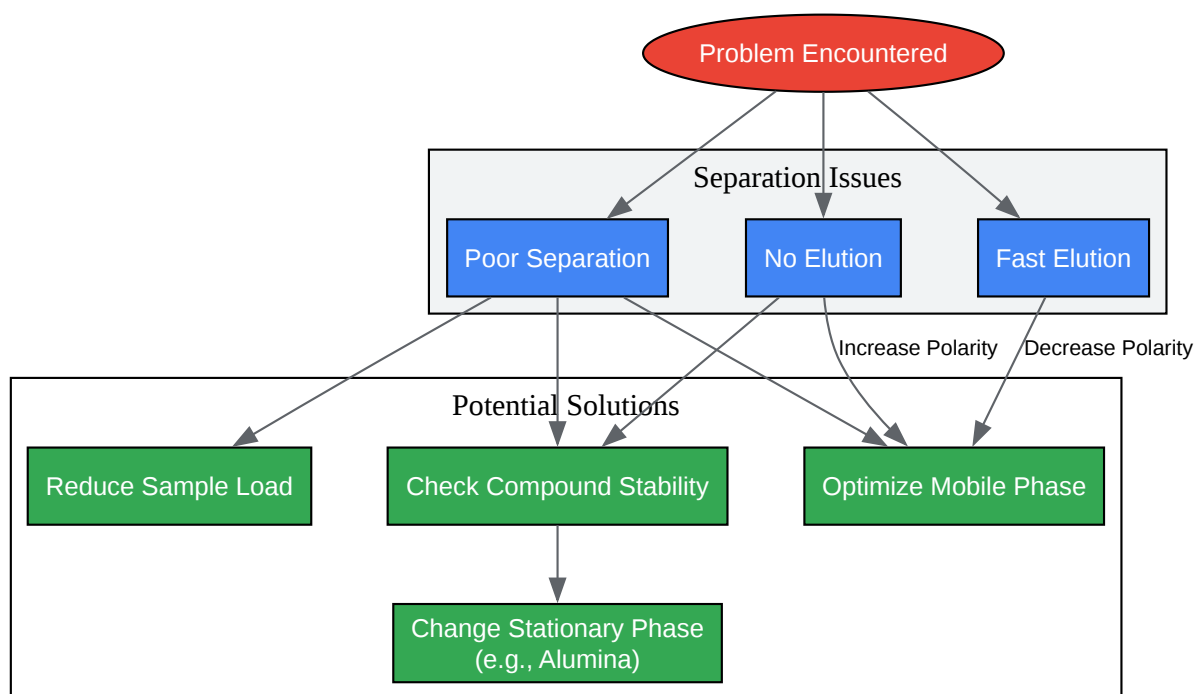 Problem Encountered
Separation Issues
Poor Separation
No Elution
Fast Elution
Increase Polarity
Decrease Polarity
Potential Solutions
Reduce Sample Load
Check Compound Stability
Optimize Mobile Phase
Change Stationary Phase
(e.g., Alumina)